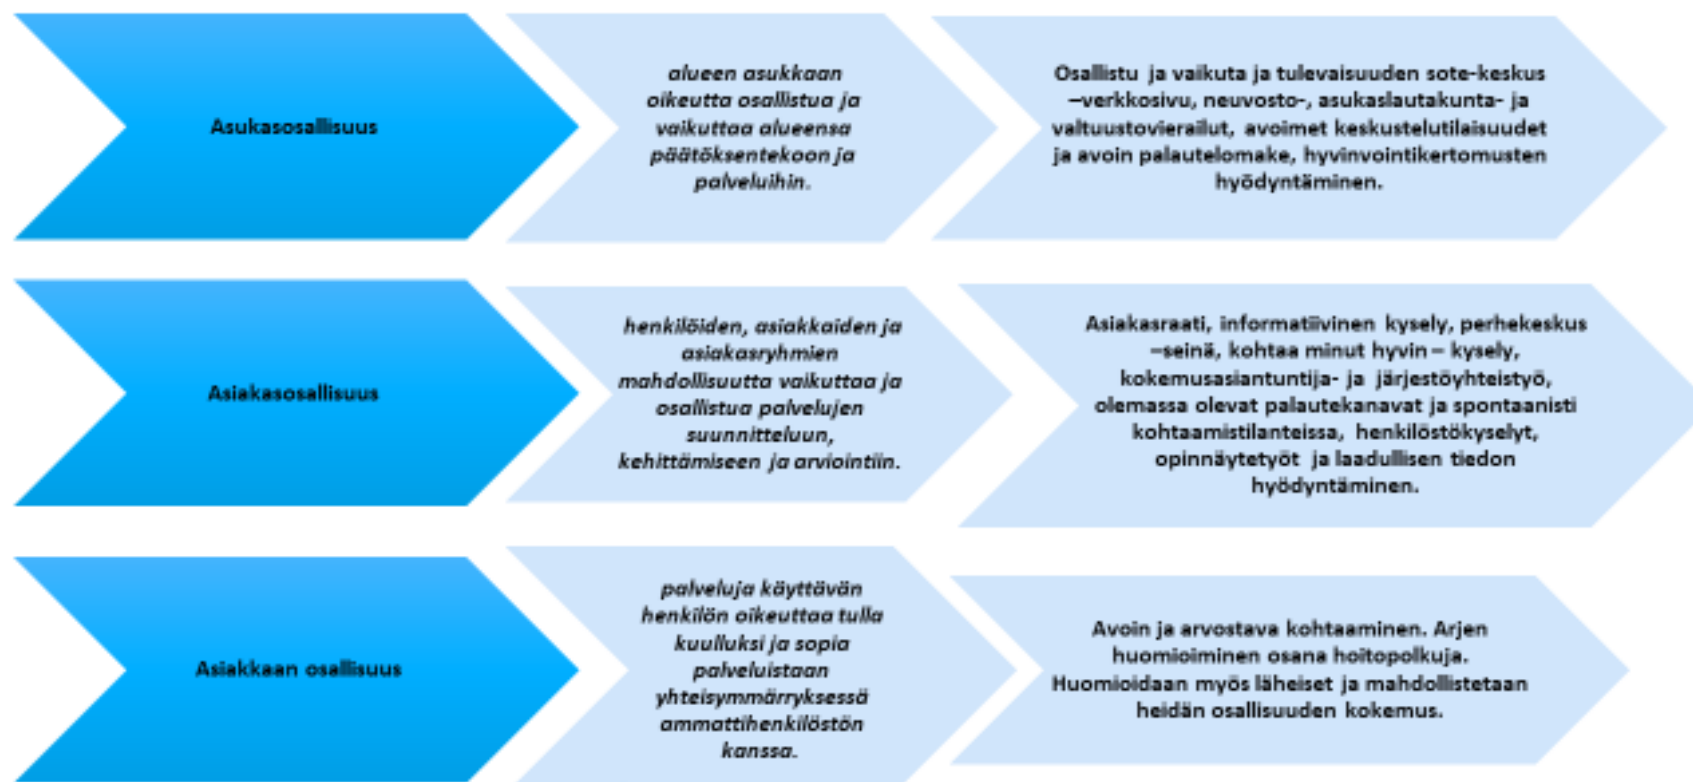 Asukasosallisuus
alueen asukkaan
oikeutta osallistua ja
vaikuttaa alueensa
päätöksentekoon ja
palveluihin.
Osallistu ja vaikuta ja tulevaisuuden sote-keskus
–verkkosivu, neuvosto-, asukaslautakunta- ja
valtuustovierailut, avoimet keskustelutilaisuudet
ja avoin palautelomake, hyvinvointikertomusten
hyödyntäminen.
Asiakasosallisuus
henkilöiden, asiakkaiden ja
asiakasryhmien
mahdollisuutta vaikuttaa ja
osallistua palvelujen
suunnitteluun,
kehittämiseen ja arviointiin.
Asiakasraati, informatiivinen kysely, perhekeskus
–seinä, kohtaa minut hyvin – kysely,
kokemusasiantuntija- ja järjestöyhteistyö,
olemassa olevat palautekanavat ja spontaanisti
kohtaamistilanteissa, henkilöstökyselyt,
opinnäytetyöt ja laadullisen tiedon
hyödyntäminen.
Asiakkaan osallisuus
palveluja käyttävän
henkilön oikeuttaa tulla
kuulluksi ja sopia
palveluistaan
yhteisymmärryksessä
ammattihenkilöstön
kanssa.
Avoin ja arvostava kohtaaminen. Arjen
huomioiminen osana hoitopolkuja.
Huomioidaan myös läheiset ja mahdollistetaan
heidän osallisuuden kokemus.